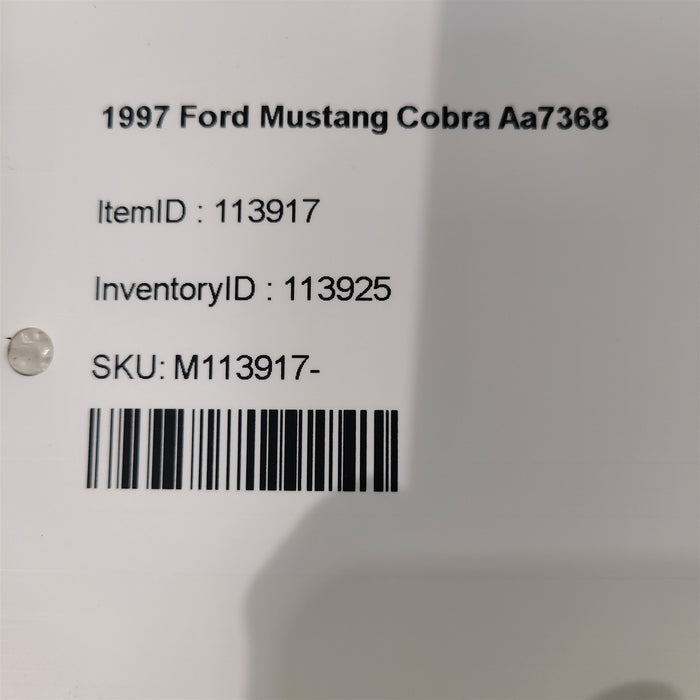 1997 Ford Mustang Cobra Aa7368
ItemID : 113917
InventoryID : 113925
SKU: M113917-